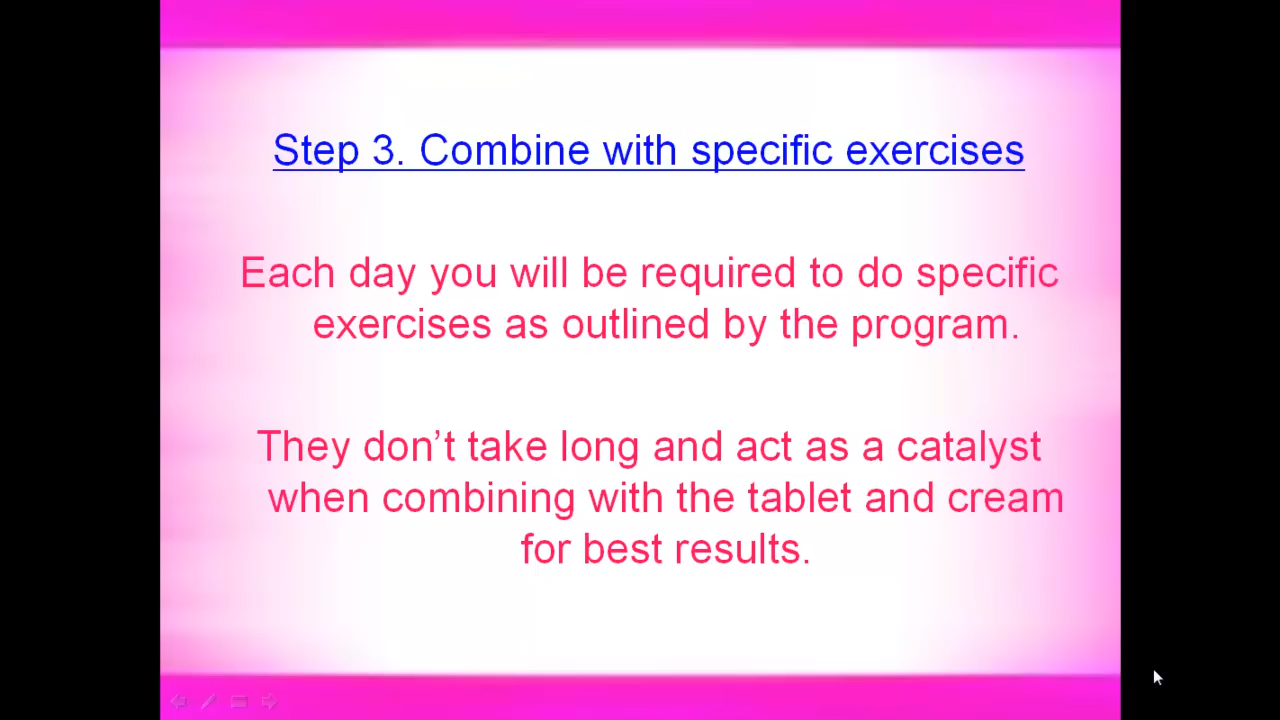 Step 3. Combine with specific exercises
Each day you will be required to do specific
exercises as outlined by the program.
They don’t take long and act as a catalyst
when combining with the tablet and cream
for best results.